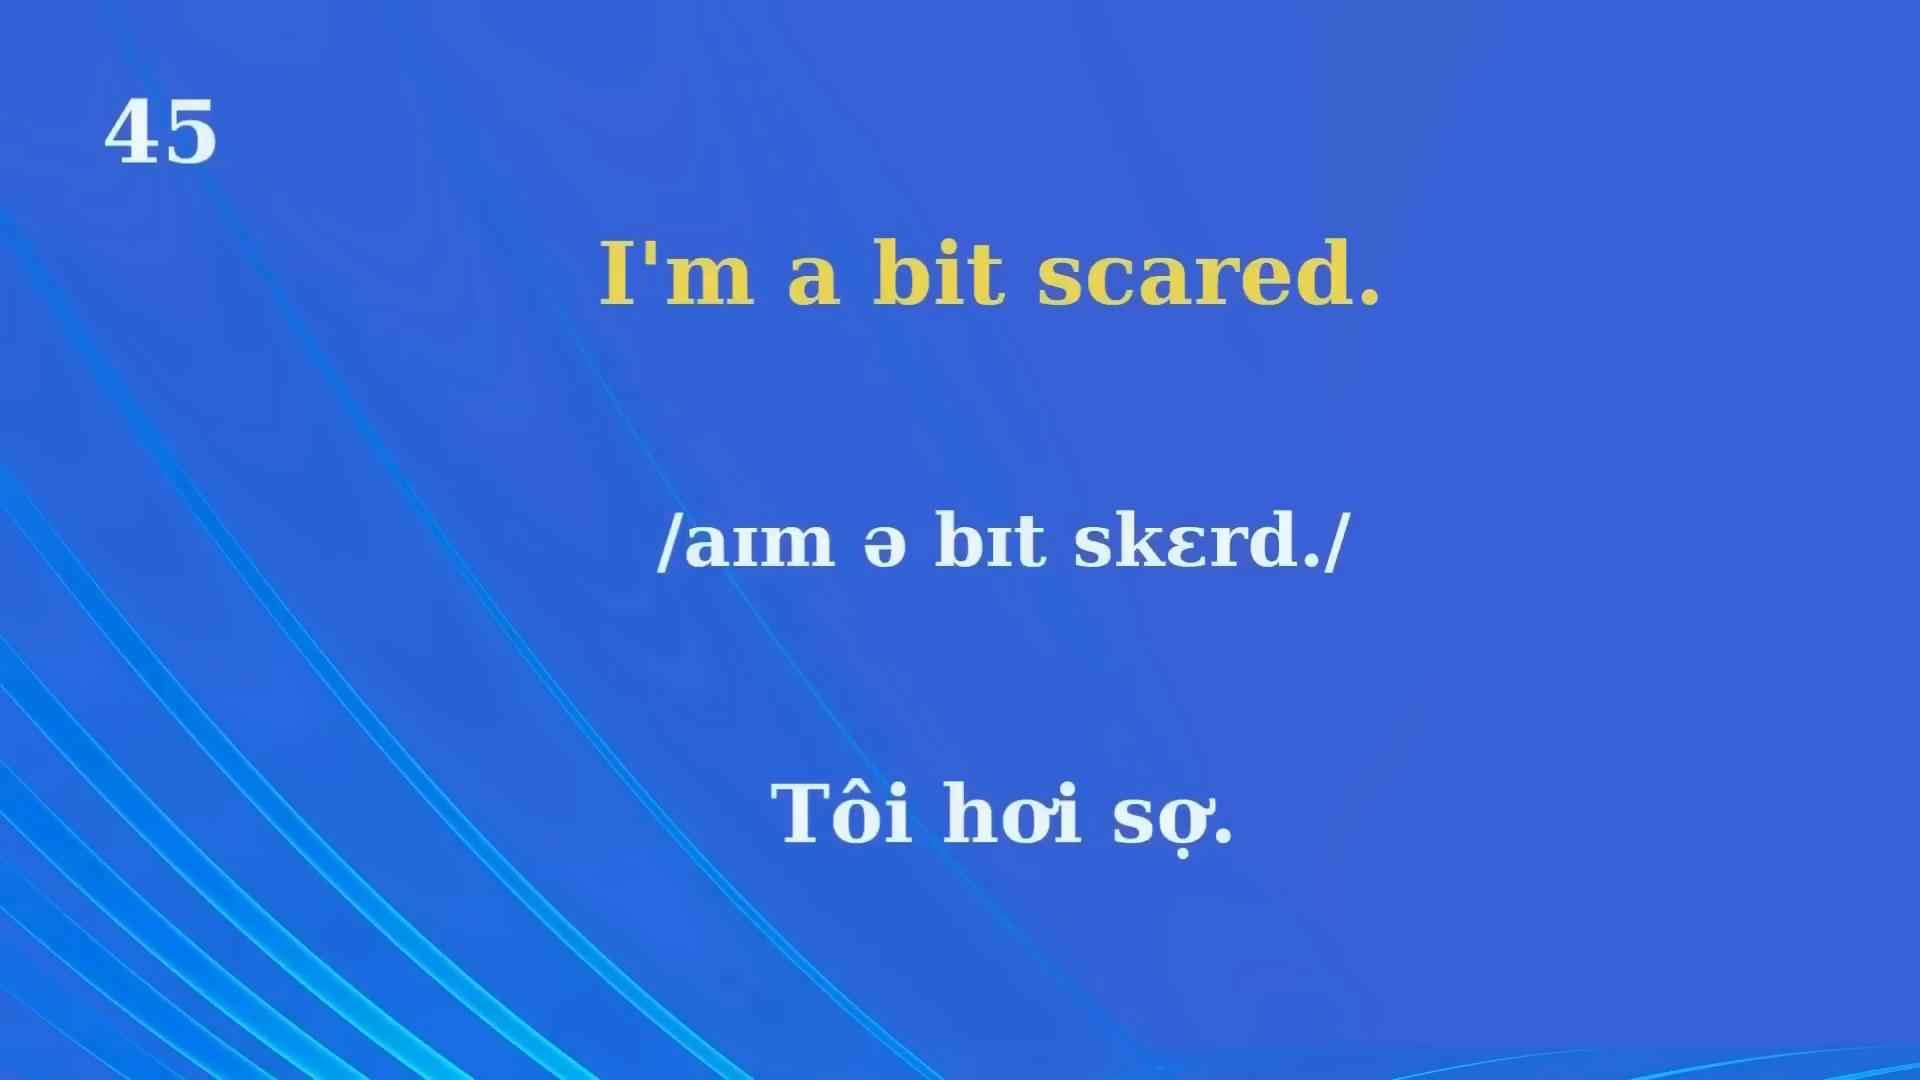 45
I'm a bit scared.
/aɪm ə bɪt skɛrd./
Tôi hơi sợ.